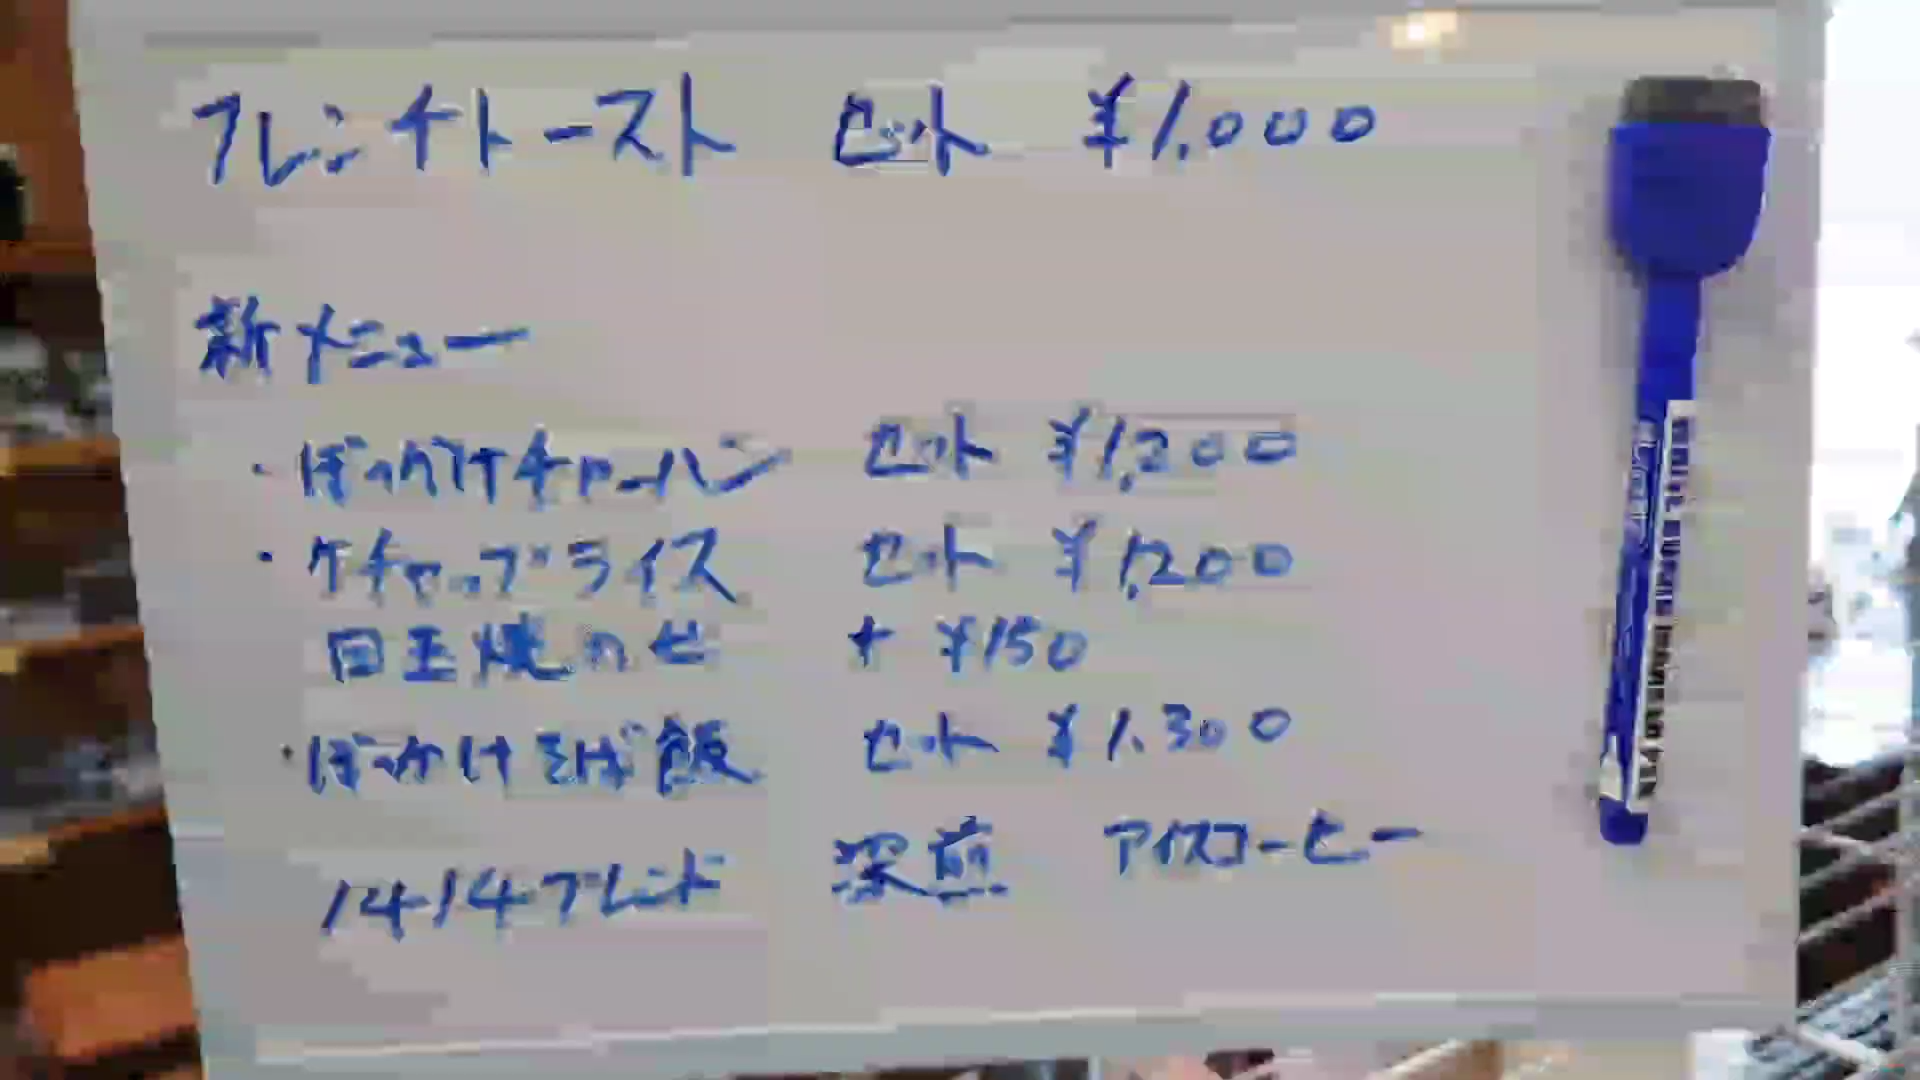 フレンチトースト セット ¥1,000
新メニュー
・ぼっかけチャーハン セット ¥1,200
・ケチャップライス セット ¥1,200
目玉焼のせ + ¥150
・ぼっかけそば飯 セット ¥1,300
1414ブレンド 深煎 アイスコーヒー